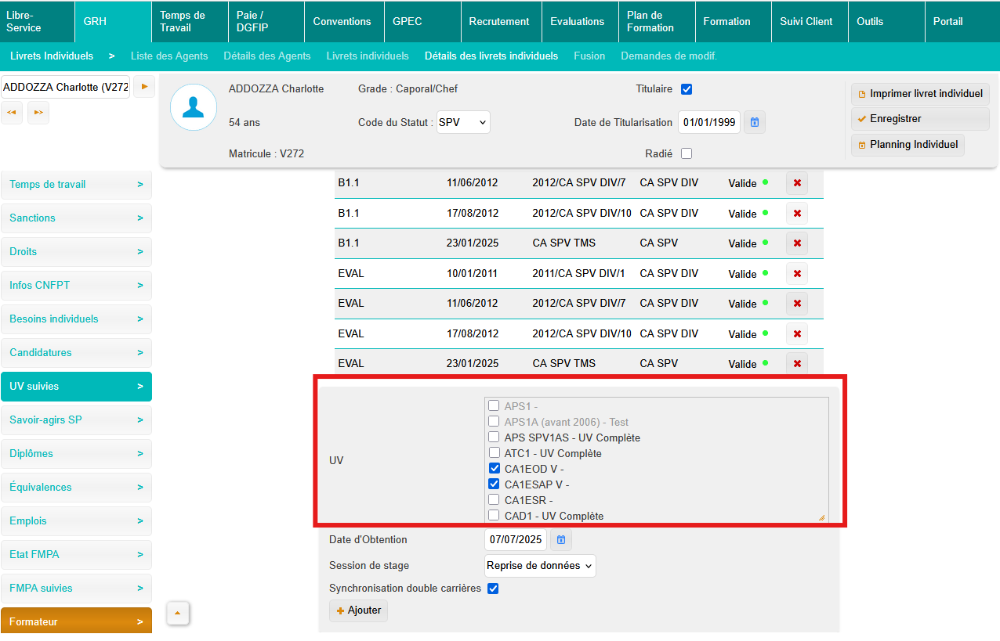 Libre-Service GRH Temps de Travail Paie / DGFIP Conventions GPEC Recrutement Evaluations Plan de Formation Formation Suivi Client Outils Portail
Livrets Individuels > Liste des Agents Détails des Agents Livrets individuels Détails des livrets individuels Fusion Demandes de modif.
ADDOZZA Charlotte (V272
ADDOZZA Charlotte Grade : Caporal/Chef Titulaire
54 ans Code du Statut : SPV Date de Titularisation 01/01/1999
Matricule : V272 Radié
Imprimer livret individuel
Enregistrer
Planning Individuel
Temps de travail >
Sanctions >
Droits >
Infos CNFPT >
Besoins individuels >
Candidatures >
UV suivies >
Savoir-agirs SP >
Diplômes >
Équivalences >
Emplois >
Etat FMPA >
FMPA suivies >
Formateur >
B1.1 11/06/2012 2012/CA SPV DIV/7 CA SPV DIV Valide
B1.1 17/08/2012 2012/CA SPV DIV/10 CA SPV DIV Valide
B1.1 23/01/2025 CA SPV TMS CA SPV Valide
EVAL 10/01/2011 2011/CA SPV DIV/1 CA SPV DIV Valide
EVAL 11/06/2012 2012/CA SPV DIV/7 CA SPV DIV Valide
EVAL 17/08/2012 2012/CA SPV DIV/10 CA SPV DIV Valide
EVAL 23/01/2025 CA SPV TMS CA SPV Valide
UV
APS1 -
APS1A (avant 2006) - Test
APS SPV1AS - UV Complète
ATC1 - UV Complète
CA1EOD V -
CA1ESAP V -
CA1ESR -
CAD1 - UV Complète
Date d'Obtention 07/07/2025
Session de stage Reprise de données
Synchronisation double carrières
Ajouter